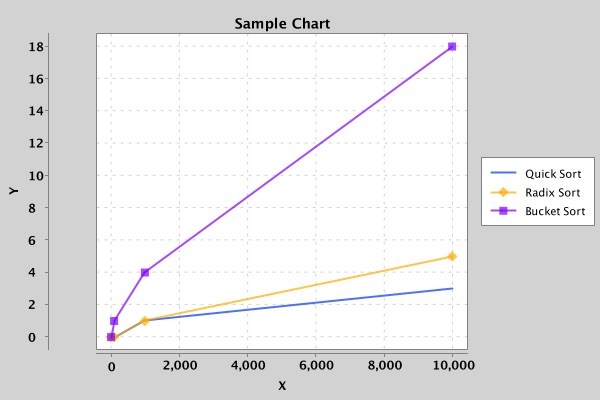 Sample Chart
18
16
14
12
10
8
6
4
2
0
Y
0 2,000 4,000 6,000 8,000 10,000
X
Quick Sort
Radix Sort
Bucket Sort